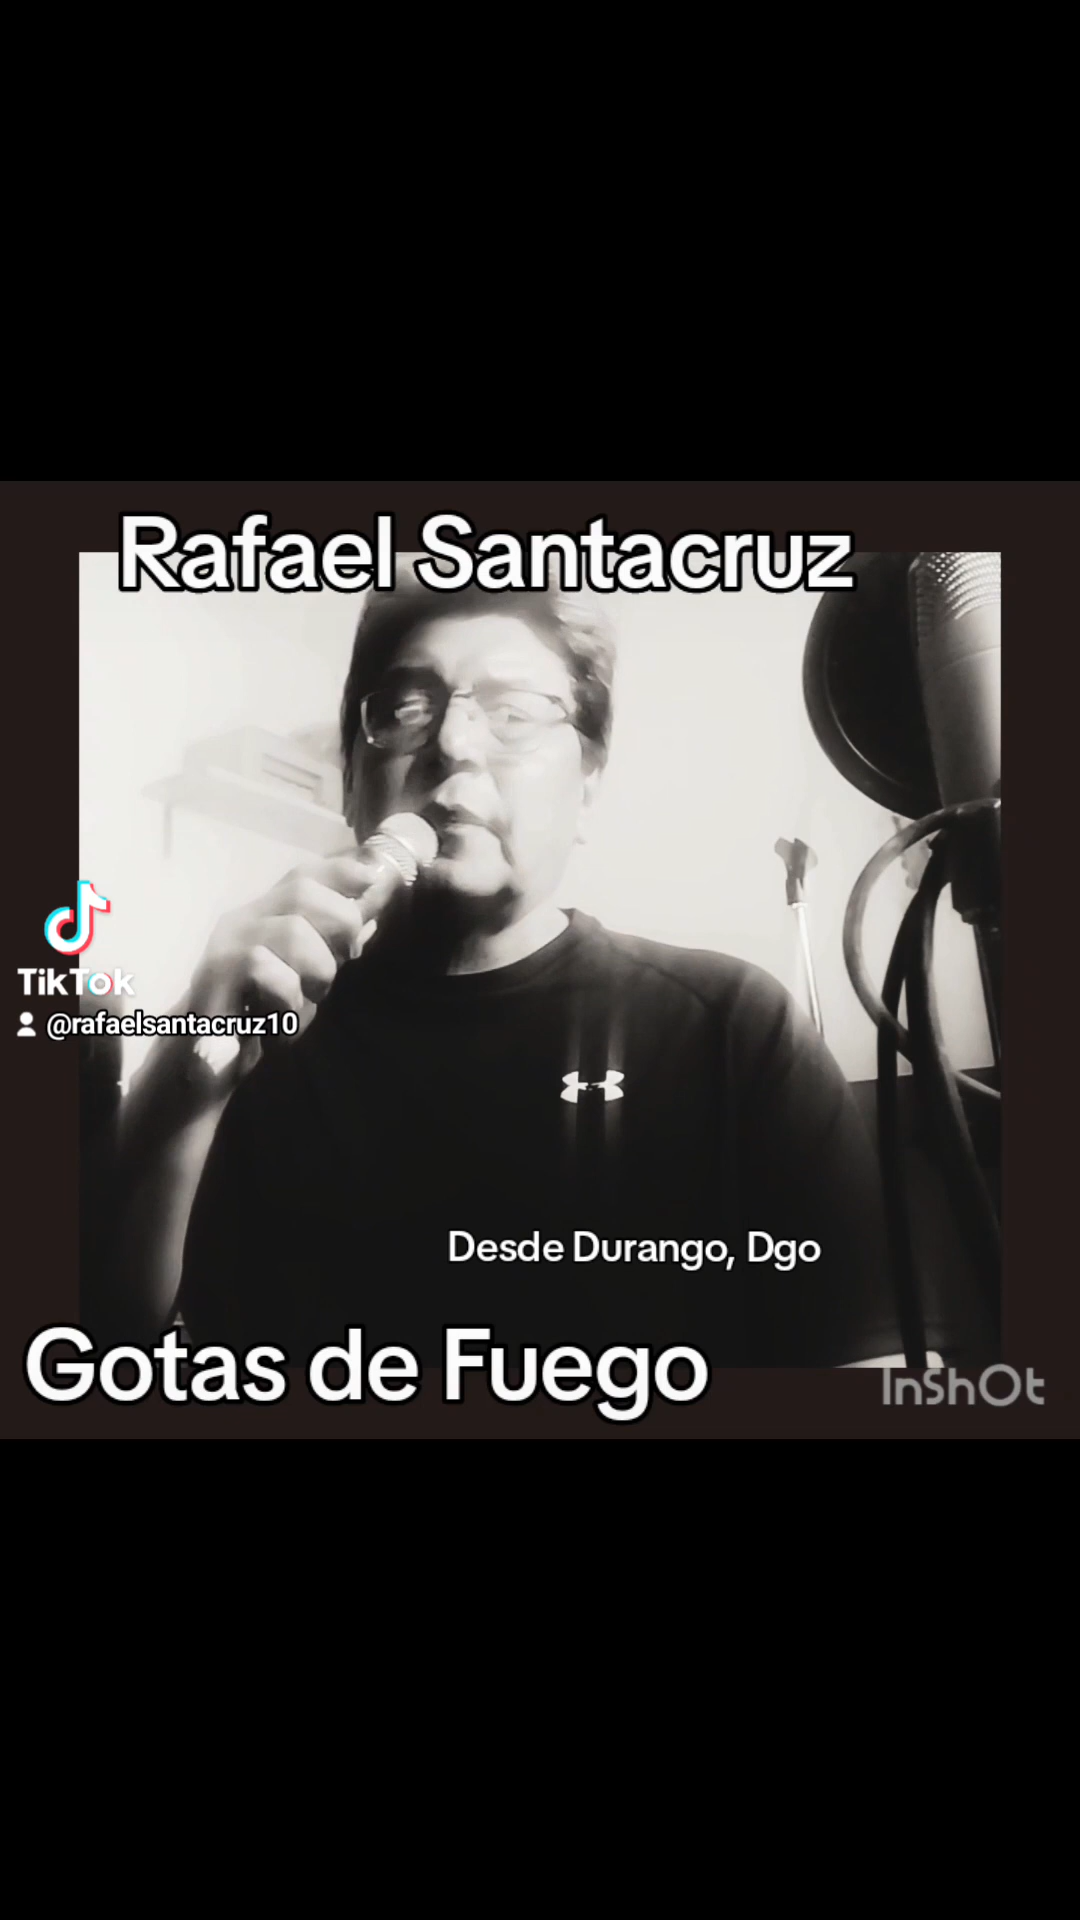 Rafael Santacruz
TikTok
@rafaelsantacruz10
Desde Durango, Dgo
Gotas de Fuego
InShOt